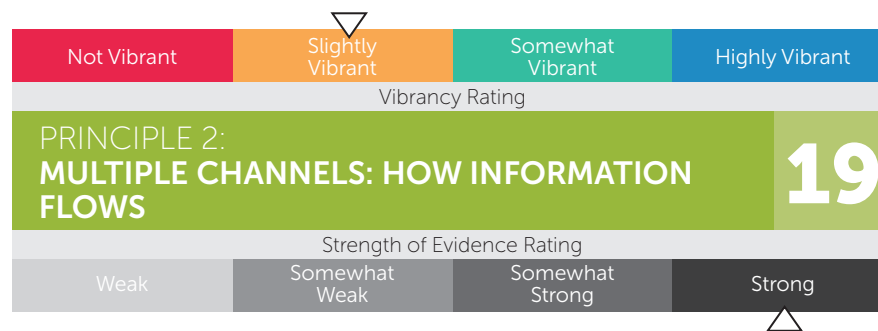 Not Vibrant
Slightly
Vibrant
Somewhat
Vibrant
Highly Vibrant
Vibrancy Rating
PRINCIPLE 2:
MULTIPLE CHANNELS: HOW INFORMATION
FLOWS
19
Strength of Evidence Rating
Weak
Somewhat
Weak
Somewhat
Strong
Strong